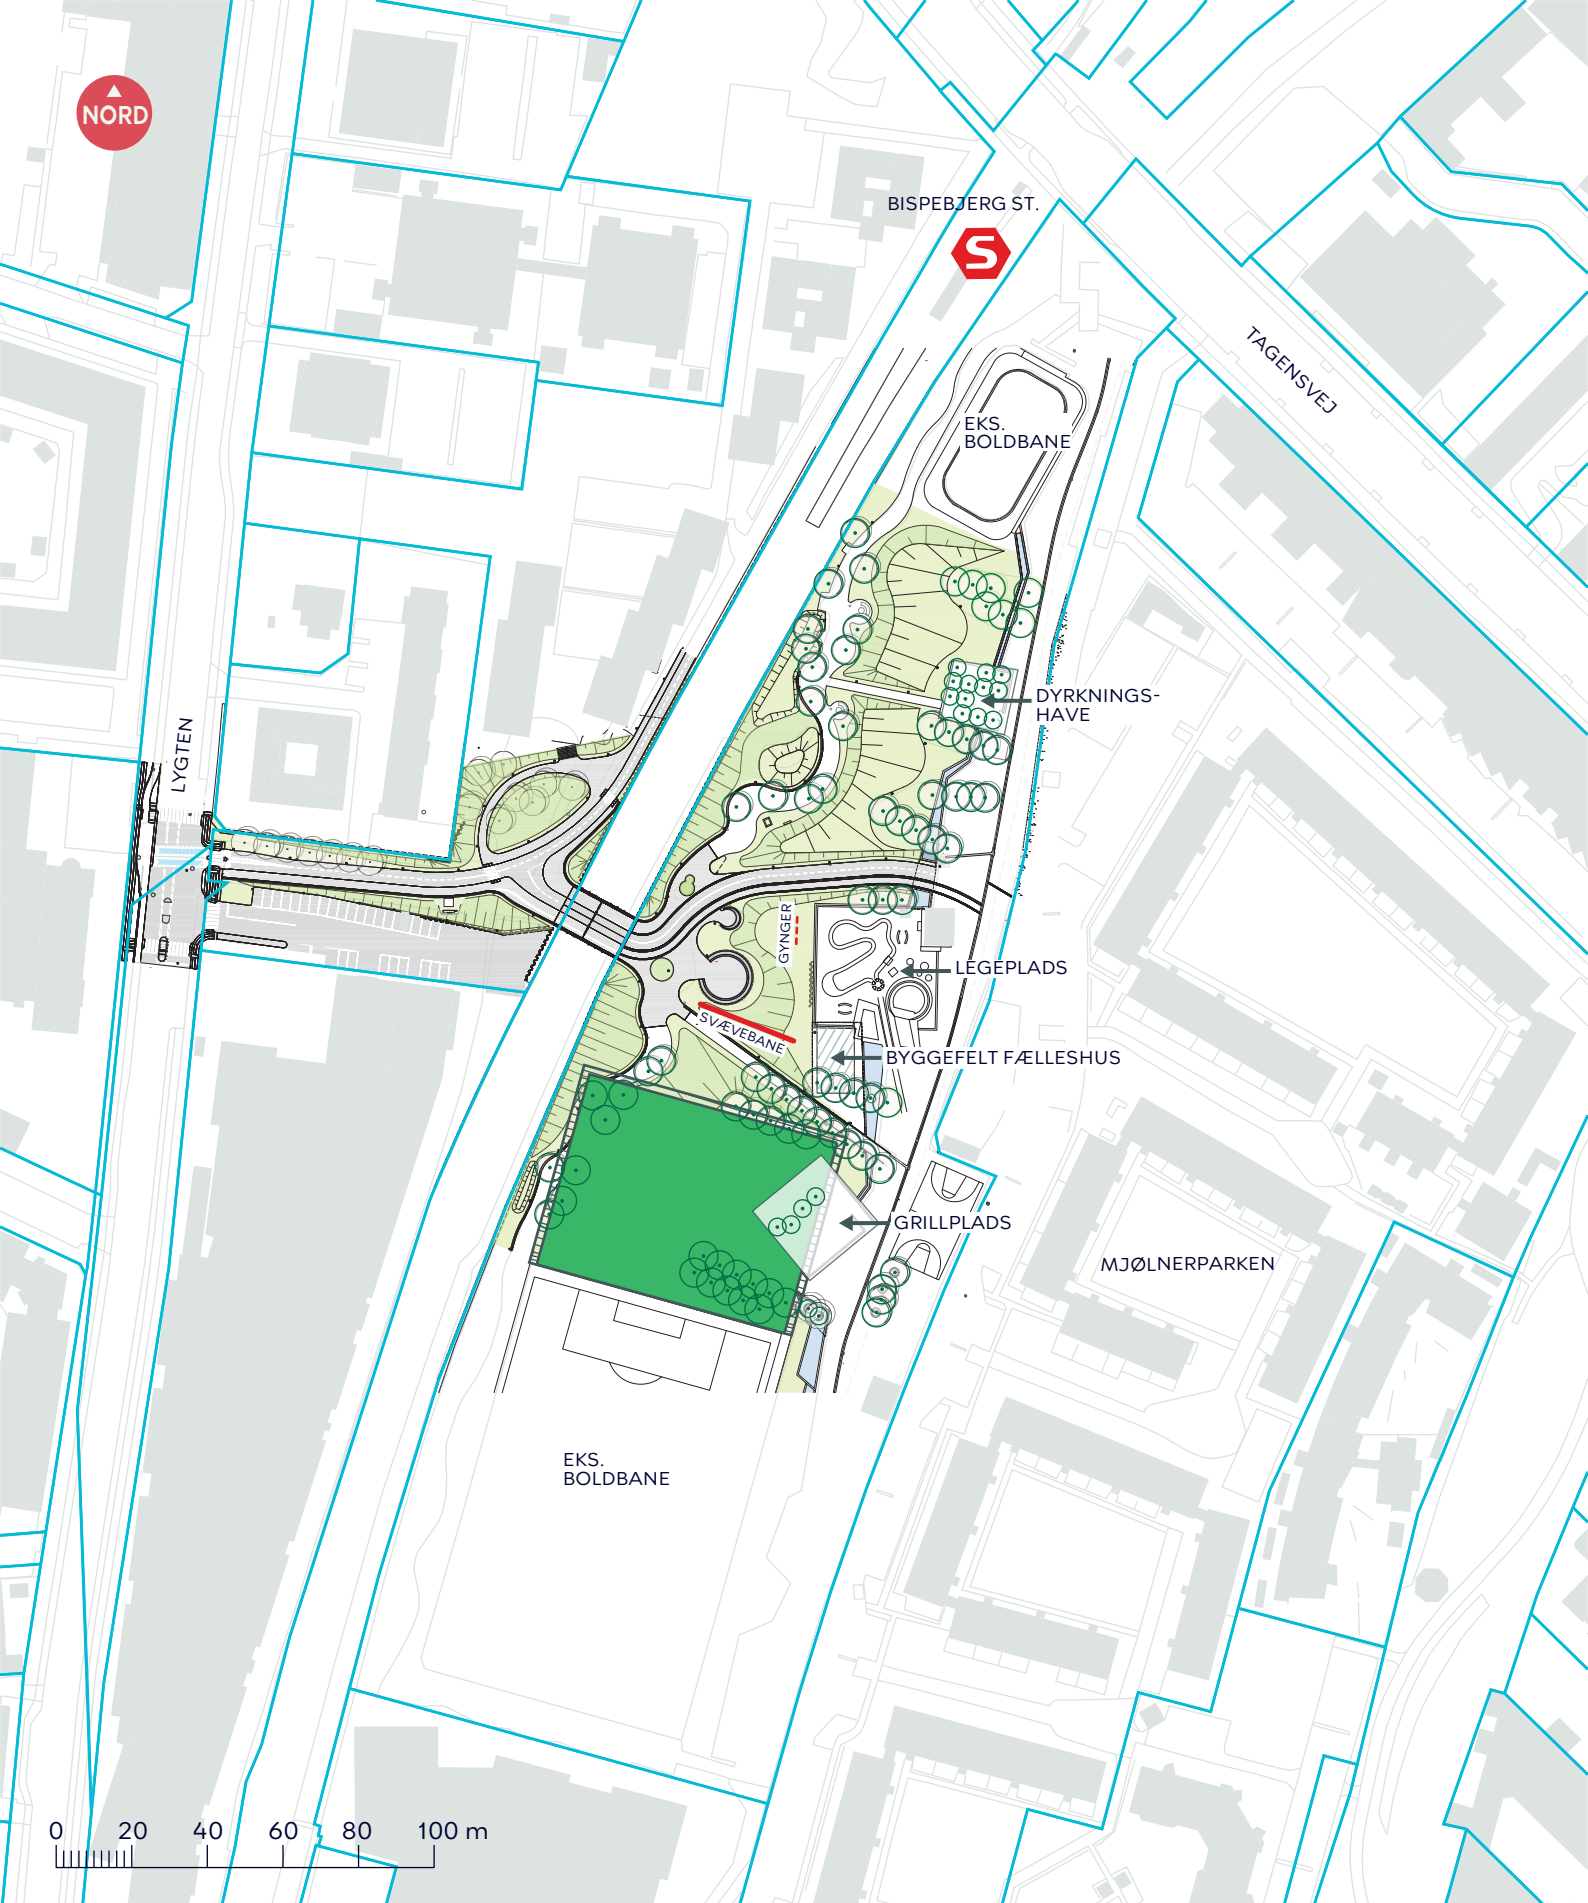 NORD
BISPEBJERG ST.
S
TAGENSVEJ
EKS.
BOLDBANE
DYRKNINGS-
HAVE
LYGTEN
GYNGER
LEGEPLADS
SVÆVEBANE
BYGGEFELT FÆLLESHUS
GRILLPLADS
MJØLNERPARKEN
EKS.
BOLDBANE
0 20 40 60 80 100 m